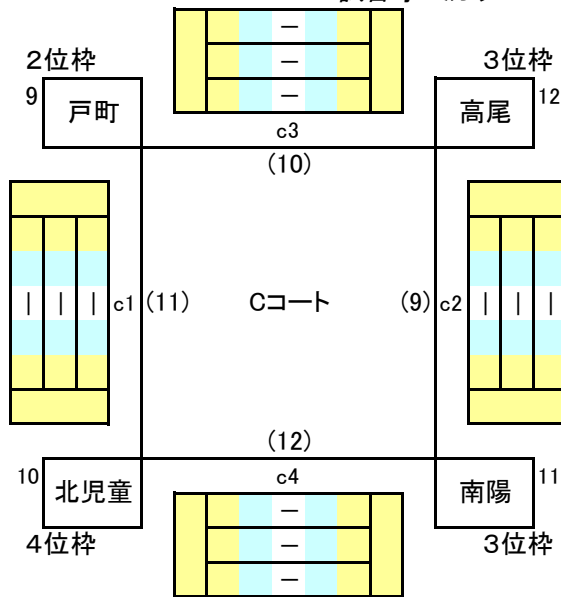 －
2位枠
－
3位枠
9
戸町
－
高尾
12
c3
(10)
｜
｜
｜
c1
(11)
Cコート
(9)
c2
｜
｜
｜
(12)
10
北児童
c4
南陽
11
4位枠
－
3位枠
－
－